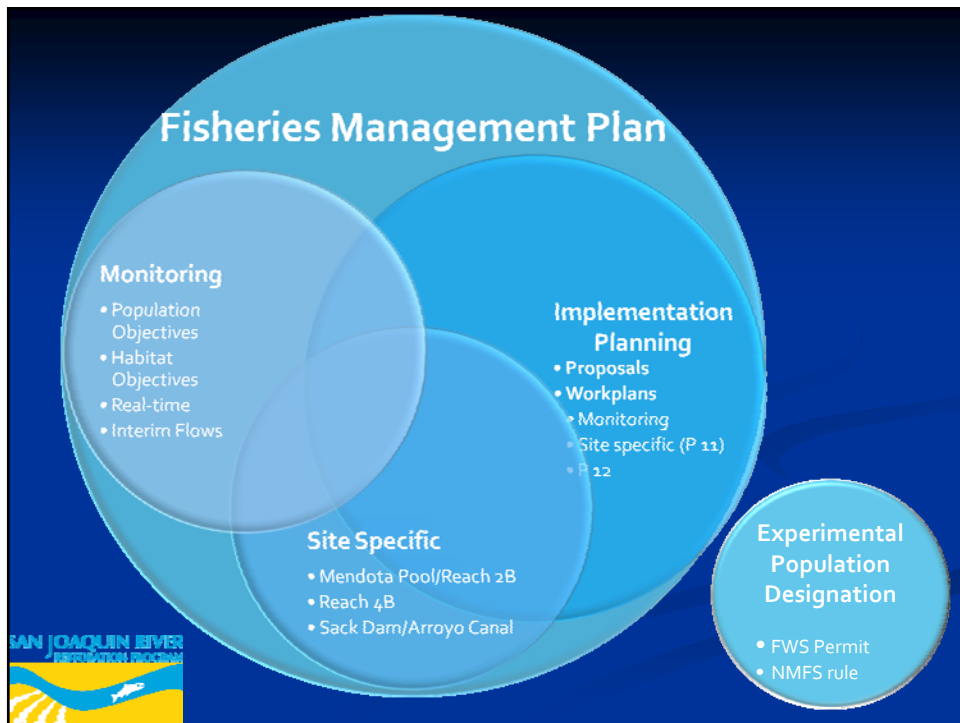 Fisheries Management Plan
Monitoring
• Population
Objectives
• Habitat
Objectives
• Real-time
• Interim Flows
Implementation
Planning
• Proposals
• Workplans
• Monitoring
• Site specific (P 11)
• P 12
Site Specific
• Mendota Pool/Reach 2B
• Reach 4B
• Sack Dam/Arroyo Canal
Experimental
Population
Designation
• FWS Permit
• NMFS rule
SAN JOAQUIN RIVER
RESTORATION PROGRAM